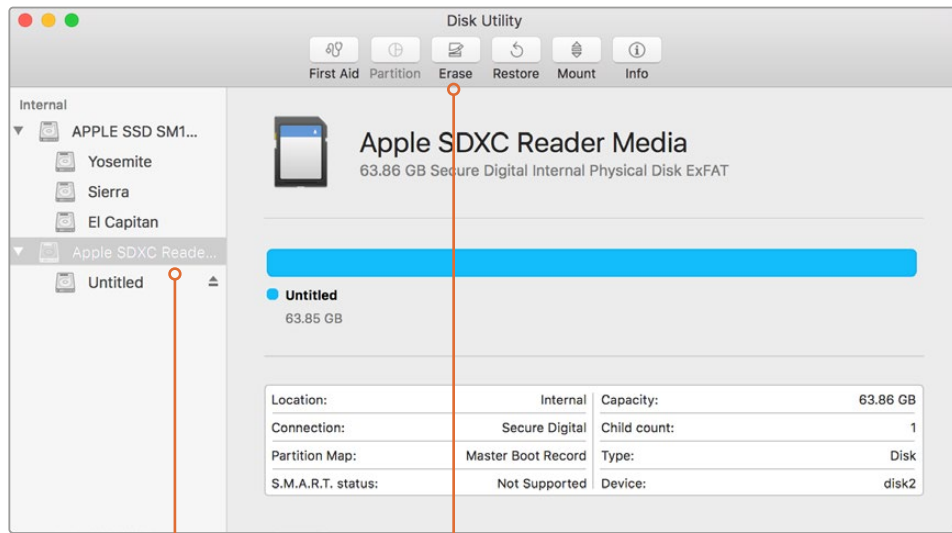 Disk Utility
First Aid Partition Erase Restore Mount Info
Internal
APPLE SSD SM1...
Yosemite
Sierra
El Capitan
Apple SDXC Reade...
Untitled
Apple SDXC Reader Media
63.86 GB Secure Digital Internal Physical Disk ExFAT
Untitled
63.85 GB
Location: Internal Capacity: 63.86 GB
Connection: Secure Digital Child count: 1
Partition Map: Master Boot Record Type: Disk
S.M.A.R.T. status: Not Supported Device: disk2